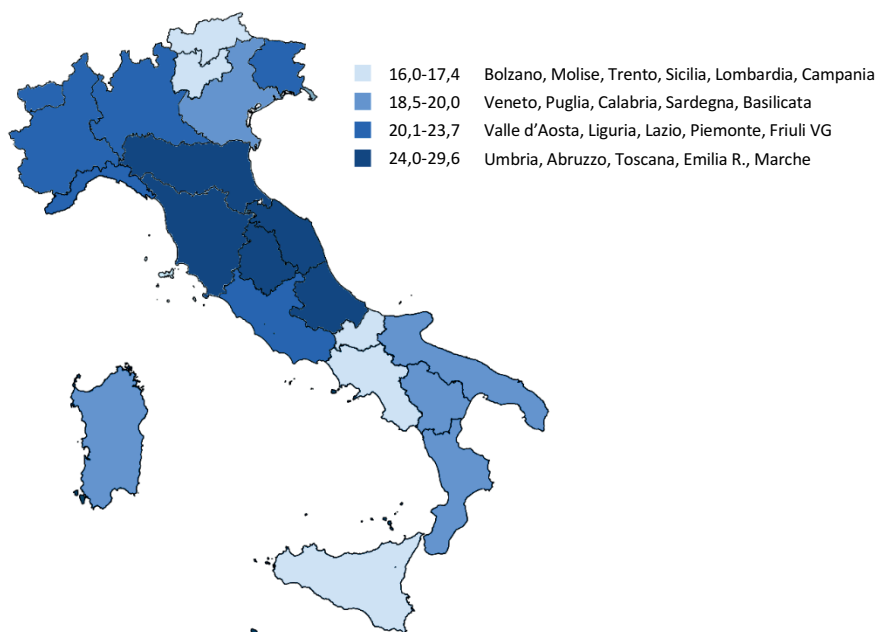 16,0-17,4 Bolzano, Molise, Trento, Sicilia, Lombardia, Campania
18,5-20,0 Veneto, Puglia, Calabria, Sardegna, Basilicata
20,1-23,7 Valle d’Aosta, Liguria, Lazio, Piemonte, Friuli VG
24,0-29,6 Umbria, Abruzzo, Toscana, Emilia R., Marche